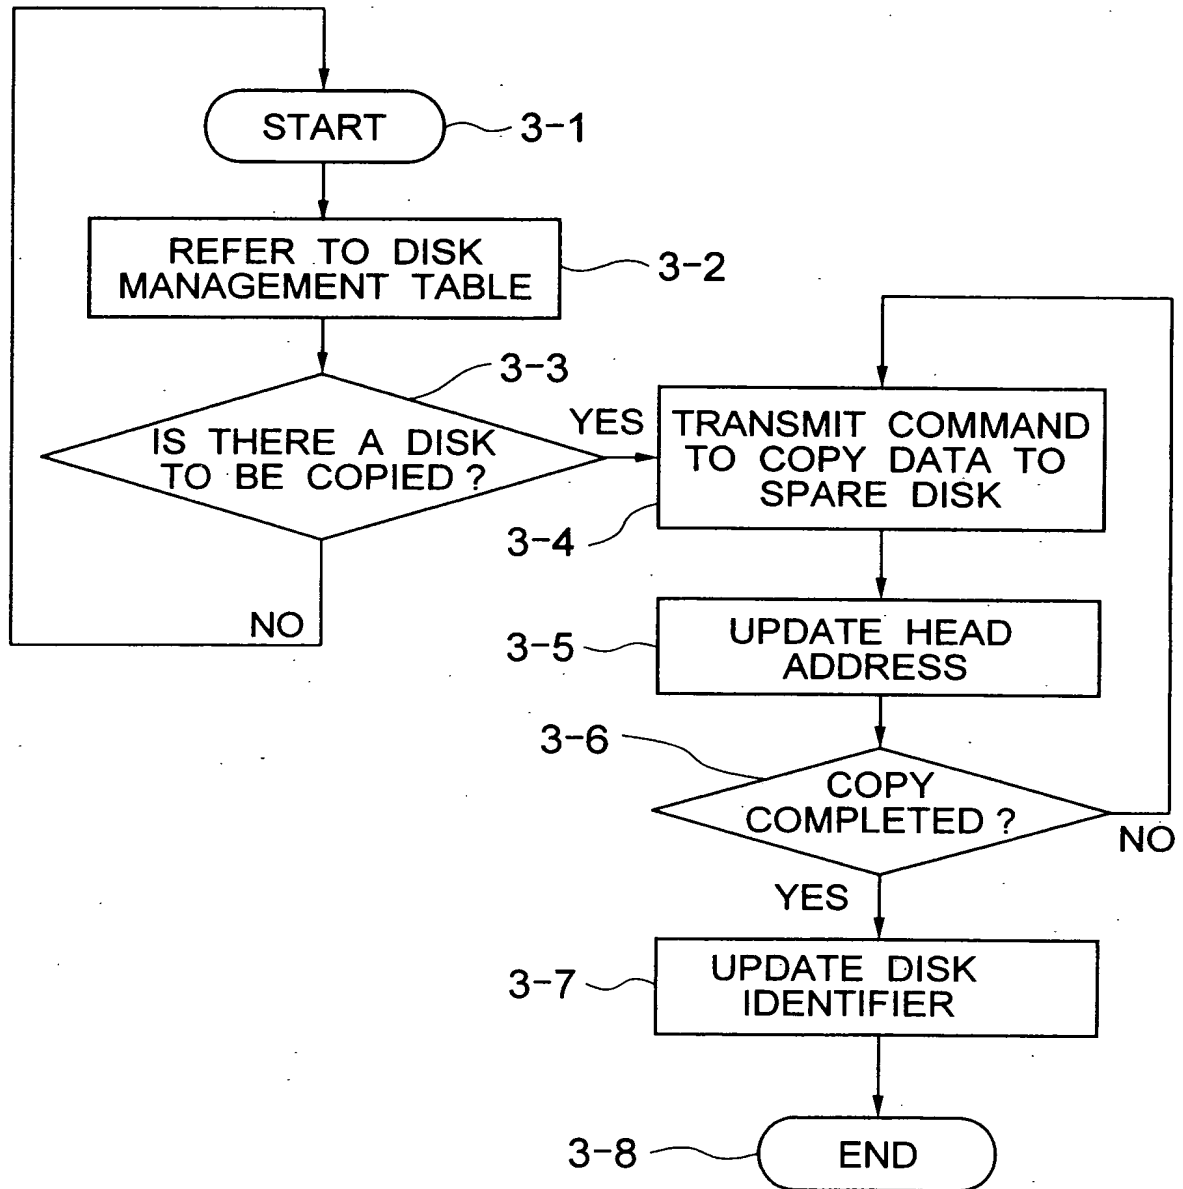 START
3-1
REFER TO DISK
MANAGEMENT TABLE
3-2
3-3
IS THERE A DISK
TO BE COPIED ?
YES
NO
TRANSMIT COMMAND
TO COPY DATA TO
SPARE DISK
3-4
UPDATE HEAD
ADDRESS
3-5
3-6
COPY
COMPLETED ?
NO
YES
UPDATE DISK
IDENTIFIER
3-7
3-8
END